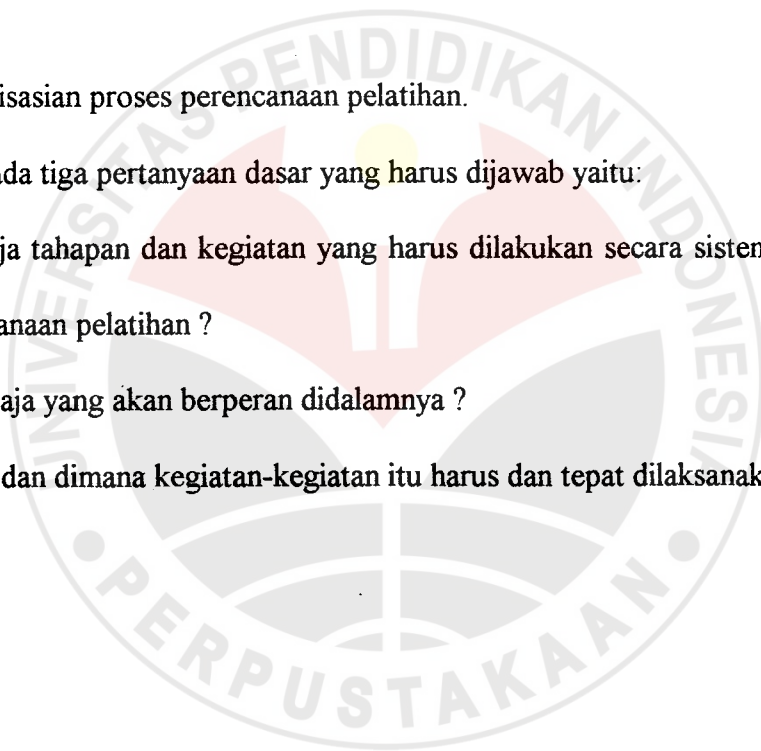 UNIVERSITAS PENDIDIKAN INDONESIA
isasian proses perencanaan pelatihan.
da tiga pertanyaan dasar yang harus dijawab yaitu:
ja tahapan dan kegiatan yang harus dilakukan secara sisten
anaan pelatihan ?
aja yang akan berperan didalamnya ?
dan dimana kegiatan-kegiatan itu harus dan tepat dilaksanak
PERPUSTAKAAN